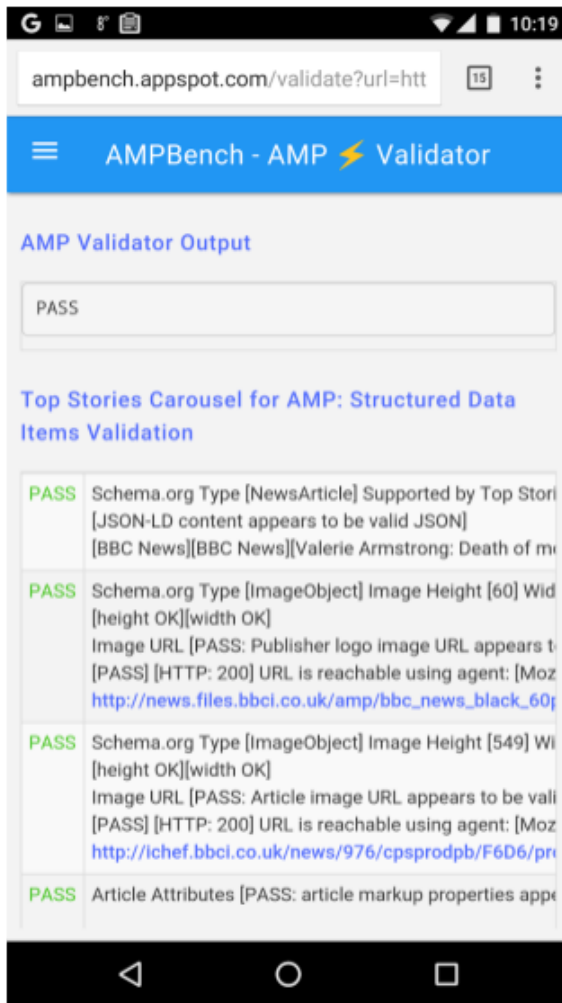 G 8° 10:19
ampbench.appspot.com/validate?url=htt 15
AMPBench - AMP ⚡ Validator
AMP Validator Output
PASS
Top Stories Carousel for AMP: Structured Data
Items Validation
PASS Schema.org Type [NewsArticle] Supported by Top Stori
[JSON-LD content appears to be valid JSON]
[BBC News][BBC News][Valerie Armstrong: Death of m
PASS Schema.org Type [ImageObject] Image Height [60] Wid
[height OK][width OK]
Image URL [PASS: Publisher logo image URL appears t
[PASS] [HTTP: 200] URL is reachable using agent: [Moz
http://news.files.bbci.co.uk/amp/bbc_news_black_60p
PASS Schema.org Type [ImageObject] Image Height [549] Wi
[height OK][width OK]
Image URL [PASS: Article image URL appears to be vali
[PASS] [HTTP: 200] URL is reachable using agent: [Moz
http://ichef.bbci.co.uk/news/976/cpsprodpb/F6D6/pr
PASS Article Attributes [PASS: article markup properties appe